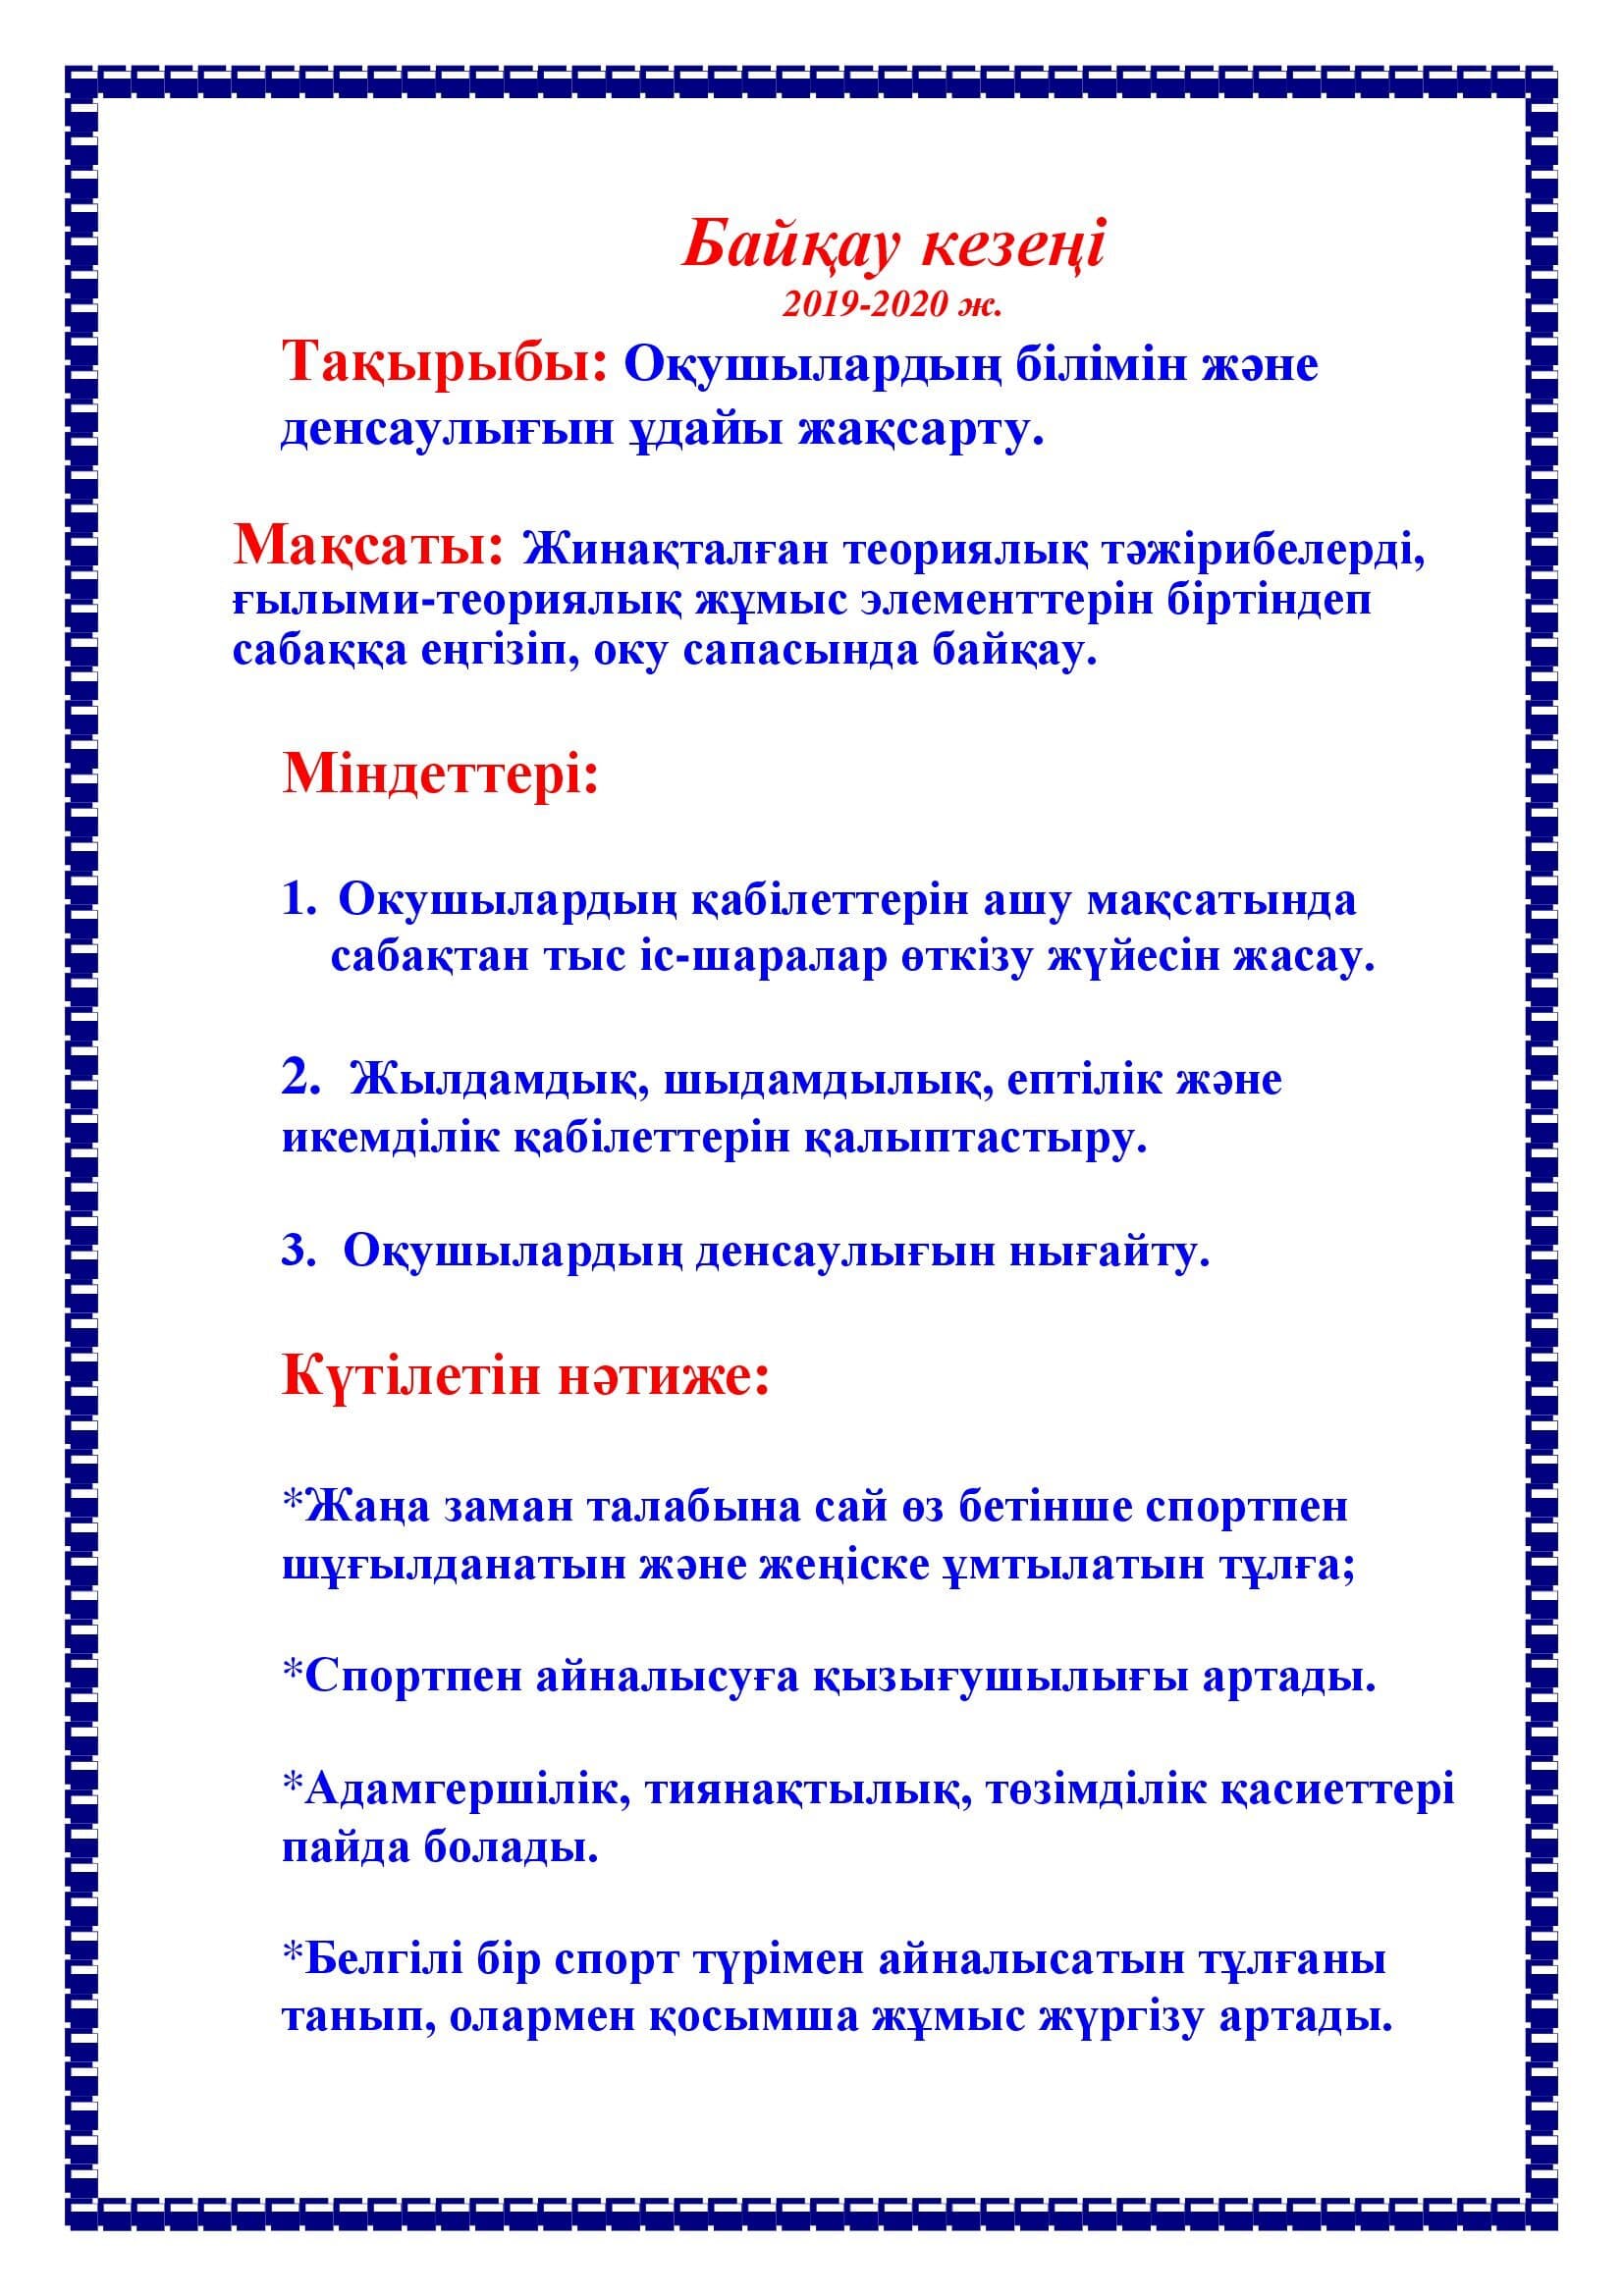 Байқау кезеңі
2019-2020 ж.
Тақырыбы: Оқушылардың білімін және
денсаулығын ұдайы жақсарту.
Мақсаты: Жинақталған теориялық тәжірибелерді,
ғылыми-теориялық жұмыс элементтерін біртіндеп
сабаққа еңгізіп, оку сапасында байқау.
Міндеттері:
1. Окушылардың қабілеттерін ашу мақсатында
сабақтан тыс іс-шаралар өткізу жүйесін жасау.
2. Жылдамдық, шыдамдылық, ептілік және
икемділік қабілеттерін қалыптастыру.
3. Оқушылардың денсаулығын нығайту.
Күтілетін нәтиже:
*Жаңа заман талабына сай өз бетінше спортпен
шұғылданатын және жеңіске ұмтылатын тұлға;
*Спортпен айналысуға қызығушылығы артады.
*Адамгершілік, тиянақтылық, төзімділік қасиеттері
пайда болады.
*Белгілі бір спорт түрімен айналысатын тұлғаны
танып, олармен қосымша жұмыс жүргізу артады.